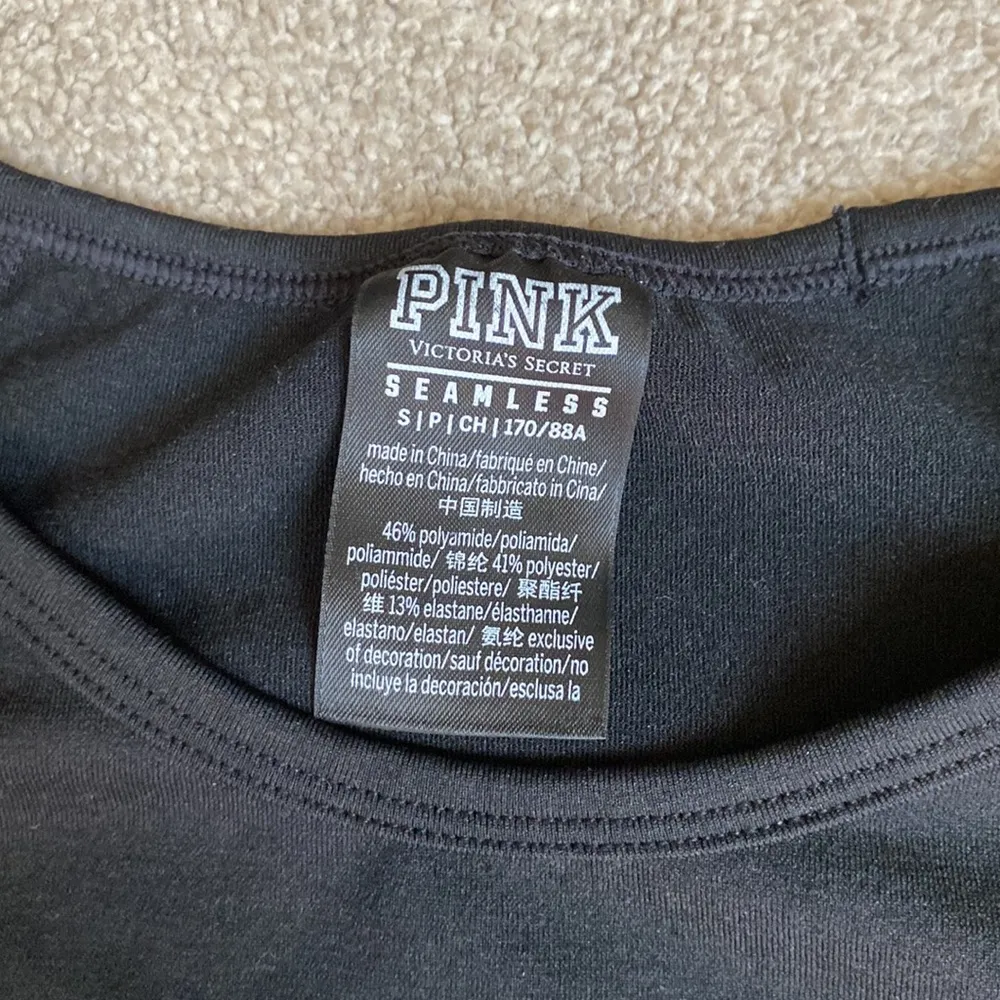 PINK
VICTORIA'S SECRET
SEAMLESS
S|P|CH|170/88A
made in China/fabriqué en Chine/
hecho en China/fabbricato in Cina/
中国制造
46% polyamide/poliamida/
poliammide/ 锦纶 41% polyester/
poliéster/poliestere/ 聚酯纤
维 13% elastane/élasthanne/
elastano/elastan/ 氨纶 exclusive
of decoration/sauf décoration/no
incluye la decoración/esclusa la